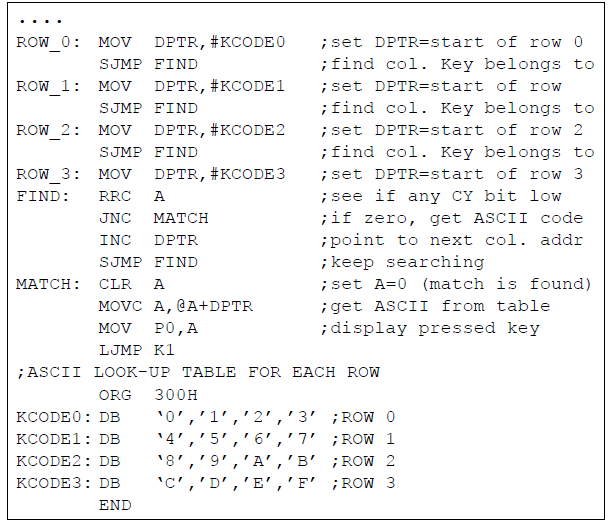 ....
ROW_0: MOV DPTR,#KCODE0 ;set DPTR=start of row 0
SJMP FIND ;find col. Key belongs to
ROW_1: MOV DPTR,#KCODE1 ;set DPTR=start of row
SJMP FIND ;find col. Key belongs to
ROW_2: MOV DPTR,#KCODE2 ;set DPTR=start of row 2
SJMP FIND ;find col. Key belongs to
ROW_3: MOV DPTR,#KCODE3 ;set DPTR=start of row 3
FIND: RRC A ;see if any CY bit low
JNC MATCH ;if zero, get ASCII code
INC DPTR ;point to next col. addr
SJMP FIND ;keep searching
MATCH: CLR A ;set A=0 (match is found)
MOVC A,@A+DPTR ;get ASCII from table
MOV P0,A ;display pressed key
LJMP K1
;ASCII LOOK-UP TABLE FOR EACH ROW
ORG 300H
KCODE0: DB ‘0’,’1’,’2’,’3’ ;ROW 0
KCODE1: DB ‘4’,’5’,’6’,’7’ ;ROW 1
KCODE2: DB ‘8’,’9’,’A’,’B’ ;ROW 2
KCODE3: DB ‘C’,’D’,’E’,’F’ ;ROW 3
END